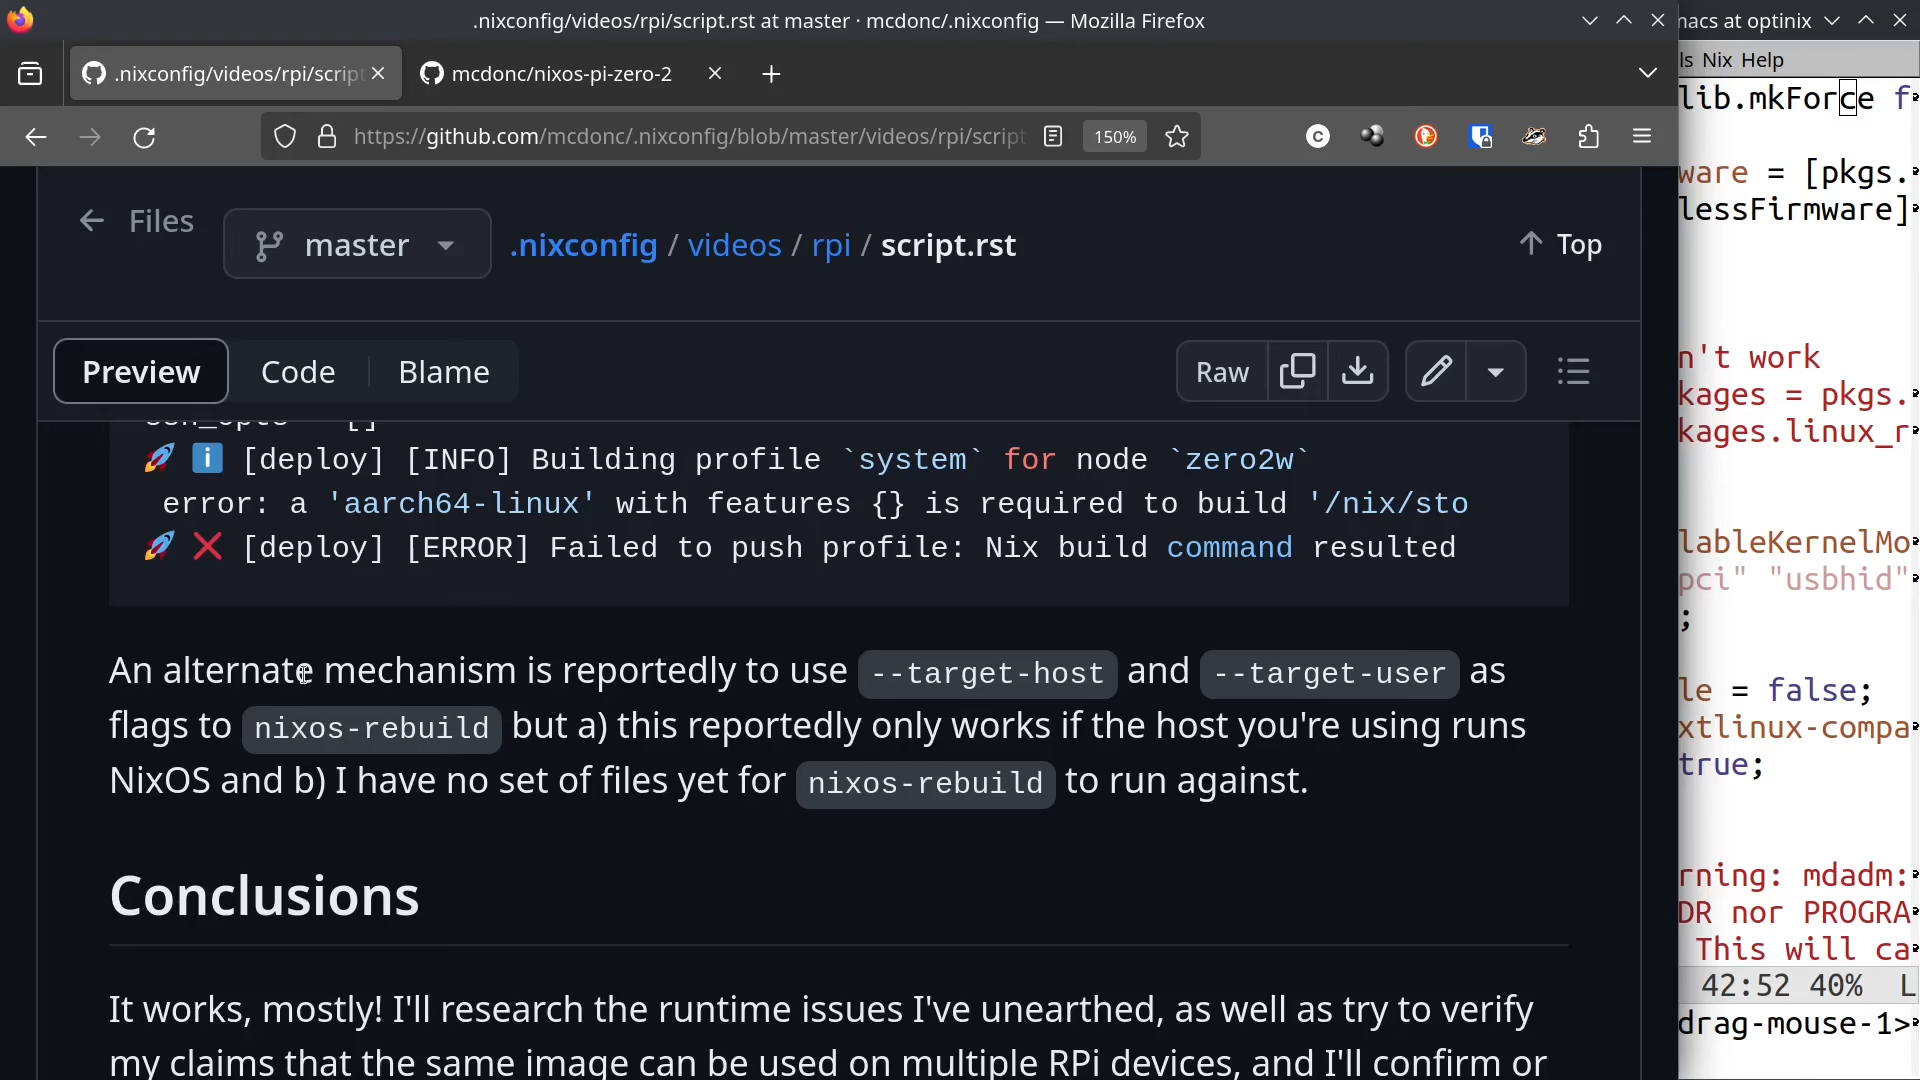 .nixconfig/videos/rpi/script.rst at master · mcdonc/.nixconfig — Mozilla Firefox
macs at optinix
.nixconfig/videos/rpi/script
mcdonc/nixos-pi-zero-2
ls Nix Help
https://github.com/mcdonc/.nixconfig/blob/master/videos/rpi/script
150%
Files
master
.nixconfig / videos / rpi / script.rst
Top
Preview
Code
Blame
Raw
🚀 ℹ️ [deploy] [INFO] Building profile `system` for node `zero2w`
error: a 'aarch64-linux' with features {} is required to build '/nix/sto
🚀 ❌ [deploy] [ERROR] Failed to push profile: Nix build command resulted
An alternate mechanism is reportedly to use --target-host and --target-user as
flags to nixos-rebuild but a) this reportedly only works if the host you're using runs
NixOS and b) I have no set of files yet for nixos-rebuild to run against.
Conclusions
It works, mostly! I'll research the runtime issues I've unearthed, as well as try to verify
my claims that the same image can be used on multiple RPi devices, and I'll confirm or
lib.mkForce f
ware = [pkgs.
lessFirmware]
n't work
kages = pkgs.
kages.linux_r
lableKernelMo
pci" "usbhid"
;
le = false;
xtlinux-compa
true;
rning: mdadm:
DR nor PROGRA
This will ca
42:52 40% L
drag-mouse-1>